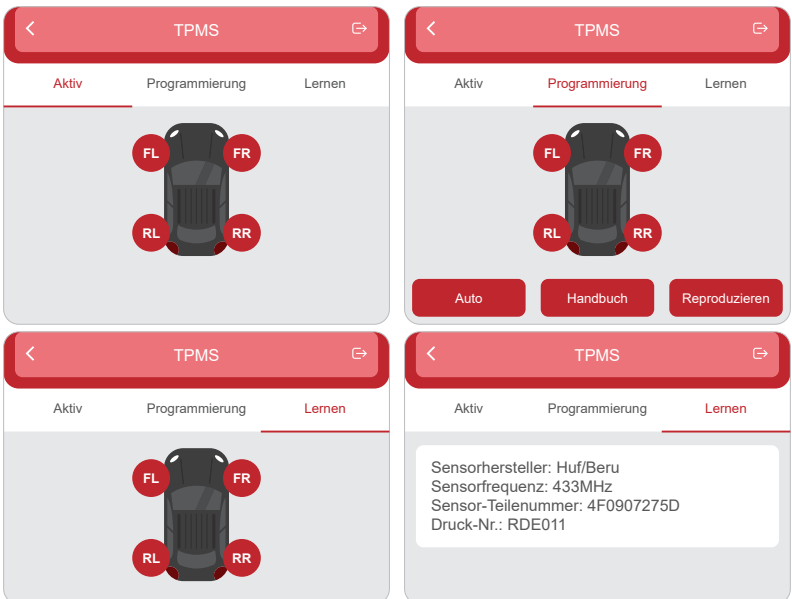 TPMS
Aktiv Programmierung Lernen
FL FR
RL RR
TPMS
Aktiv Programmierung Lernen
FL FR
RL RR
Auto Handbuch Reproduzieren
TPMS
Aktiv Programmierung Lernen
FL FR
RL RR
TPMS
Aktiv Programmierung Lernen
Sensorhersteller: Huf/Beru
Sensorfrequenz: 433MHz
Sensor-Teilenummer: 4F0907275D
Druck-Nr.: RDE011